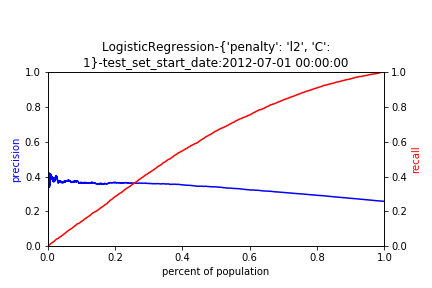 LogisticRegression-{'penalty': 'l2', 'C':
1}-test_set_start_date:2012-07-01 00:00:00
1.0
0.8
0.6
0.4
0.2
0.0
precision
1.0
0.8
0.6
0.4
0.2
0.0
recall
0.0 0.2 0.4 0.6 0.8 1.0
percent of population